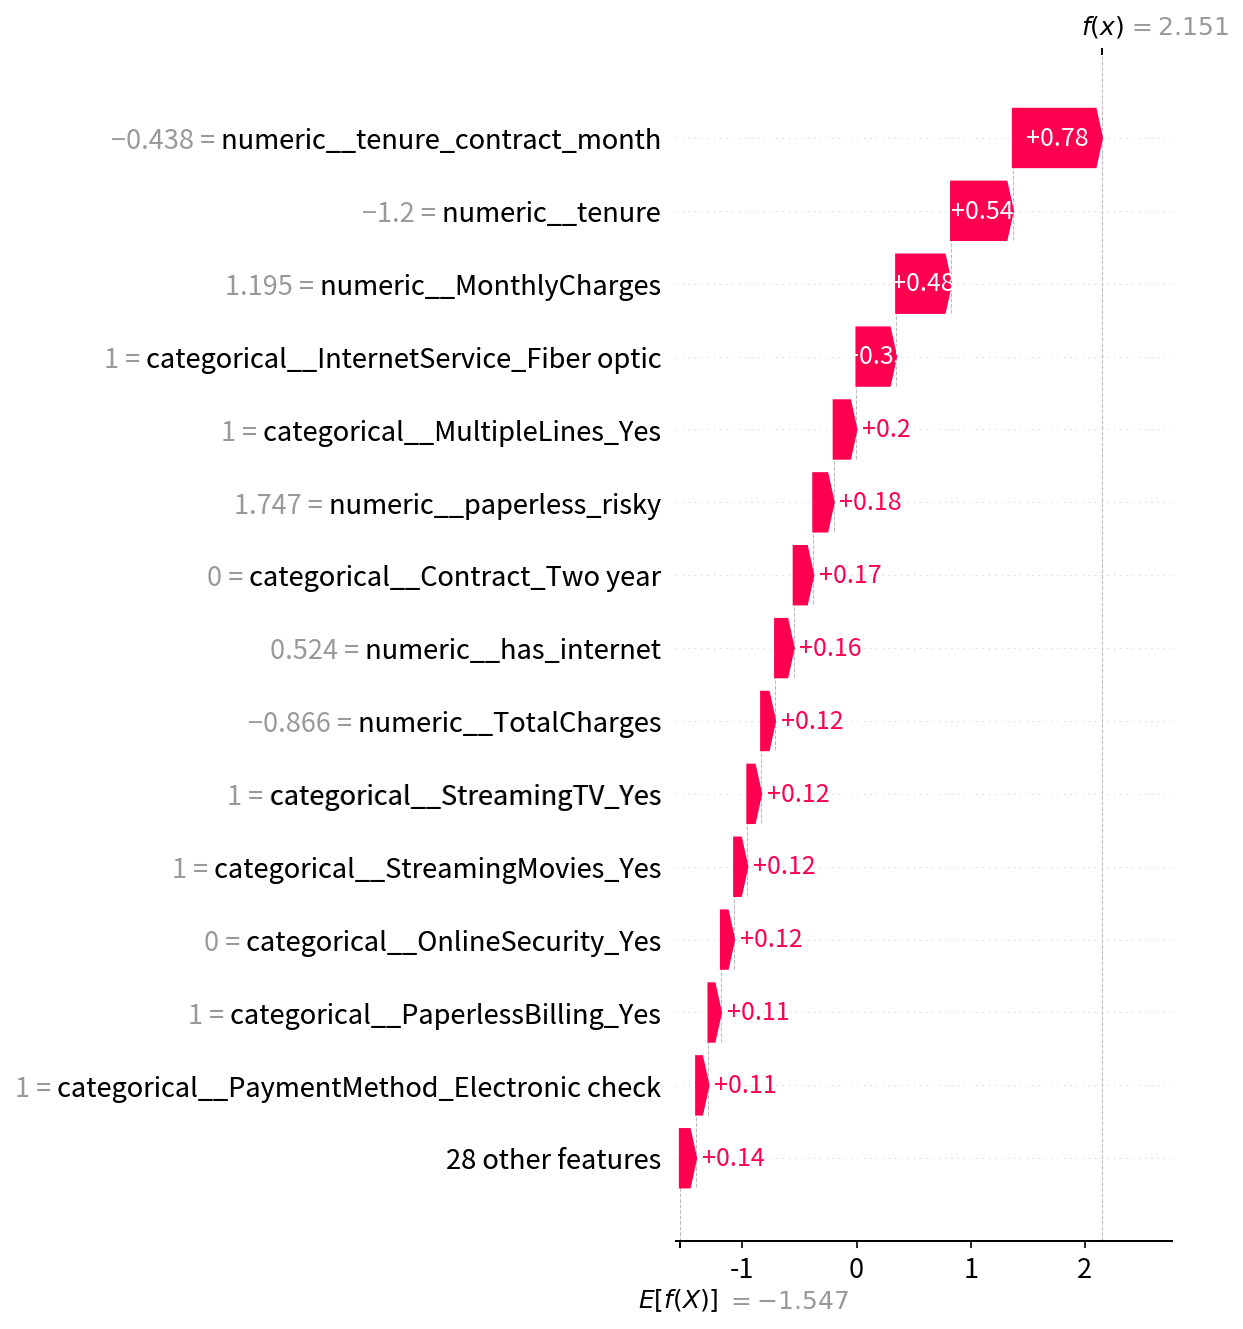 f(x) = 2.151
−0.438 = numeric__tenure_contract_month +0.78
−1.2 = numeric__tenure +0.54
1.195 = numeric__MonthlyCharges +0.48
1 = categorical__InternetService_Fiber optic
1 = categorical__MultipleLines_Yes +0.2
1.747 = numeric__paperless_risky +0.18
0 = categorical__Contract_Two year +0.17
0.524 = numeric__has_internet +0.16
−0.866 = numeric__TotalCharges +0.12
1 = categorical__StreamingTV_Yes +0.12
1 = categorical__StreamingMovies_Yes +0.12
0 = categorical__OnlineSecurity_Yes +0.12
1 = categorical__PaperlessBilling_Yes +0.11
1 = categorical__PaymentMethod_Electronic check +0.11
28 other features +0.14
-1 0 1 2
E[f(X)] = −1.547